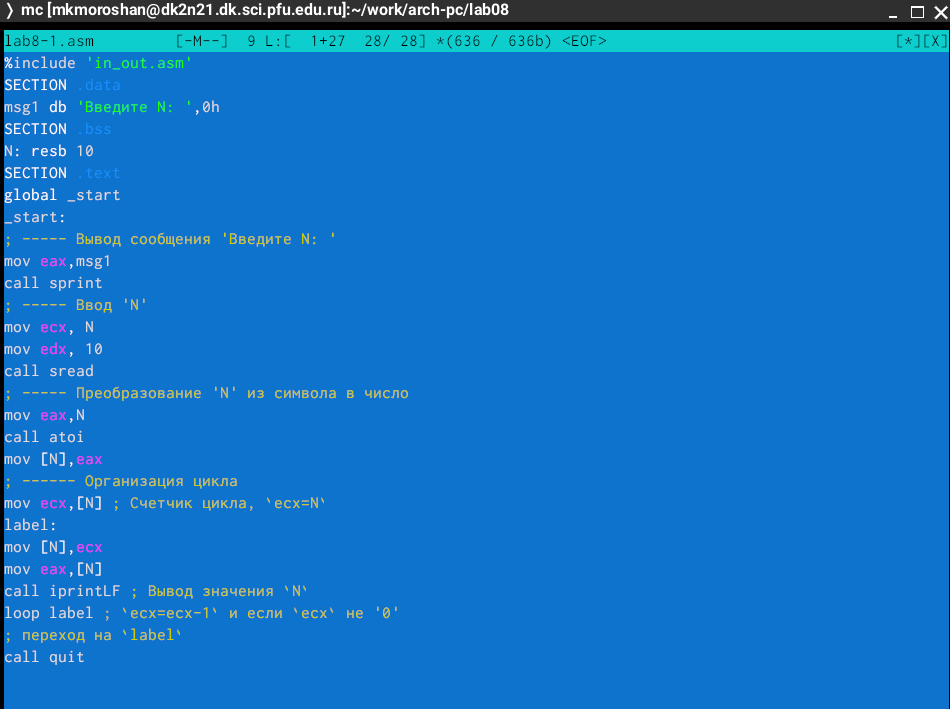 ❭ mc [mkmoroshan@dk2n21.dk.sci.pfu.edu.ru]:~/work/arch-pc/lab08
lab8-1.asm [-M--] 9 L:[ 1+27 28/ 28] *(636 / 636b) <EOF> [*][X]
%include 'in_out.asm'
SECTION .data
msg1 db 'Введите N: ',0h
SECTION .bss
N: resb 10
SECTION .text
global _start
_start:
; ----- Вывод сообщения 'Введите N: '
mov eax,msg1
call sprint
; ----- Ввод 'N'
mov ecx, N
mov edx, 10
call sread
; ----- Преобразование 'N' из символа в число
mov eax,N
call atoi
mov [N],eax
; ------ Организация цикла
mov ecx,[N] ; Счетчик цикла, `ecx=N`
label:
mov [N],ecx
mov eax,[N]
call iprintLF ; Вывод значения `N`
loop label ; `ecx=ecx-1` и если `ecx` не '0'
; переход на `label`
call quit